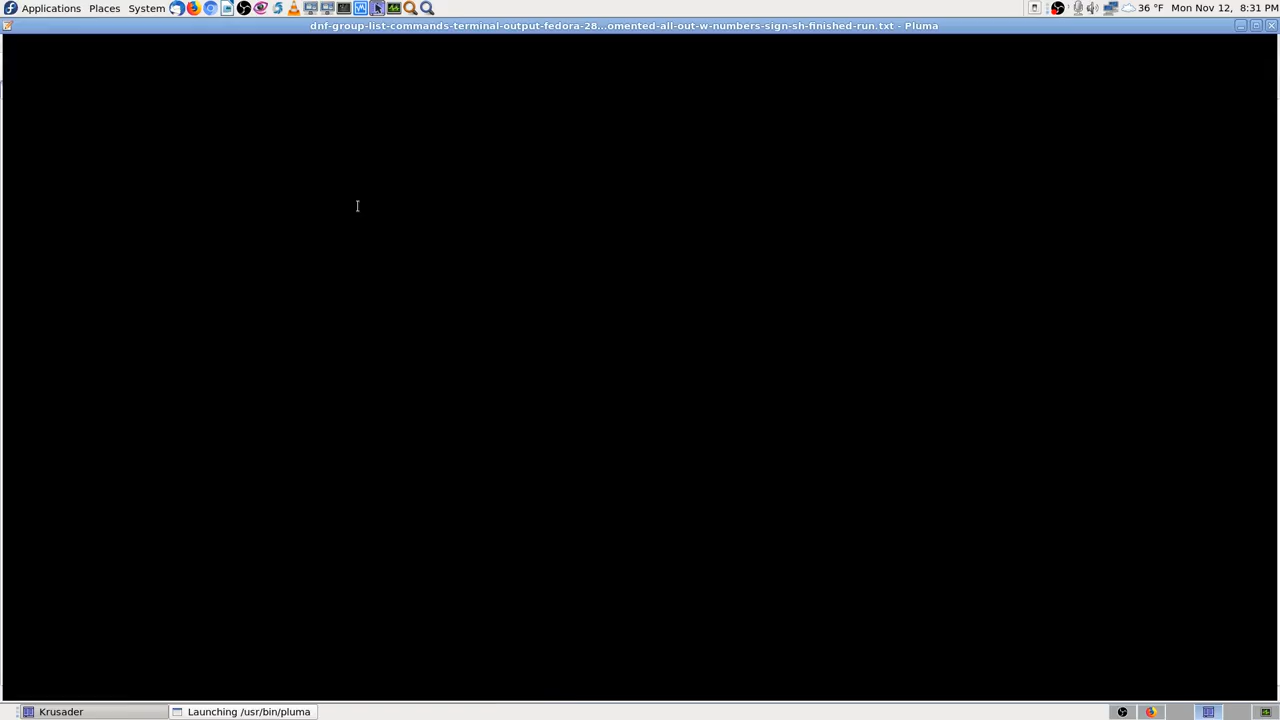 Applications Places System 36 °F Mon Nov 12, 8:31 PM
dnf-group-list-commands-terminal-output-fedora-28...omented-all-out-w-numbers-sign-sh-finished-run.txt - Pluma
Krusader Launching /usr/bin/pluma